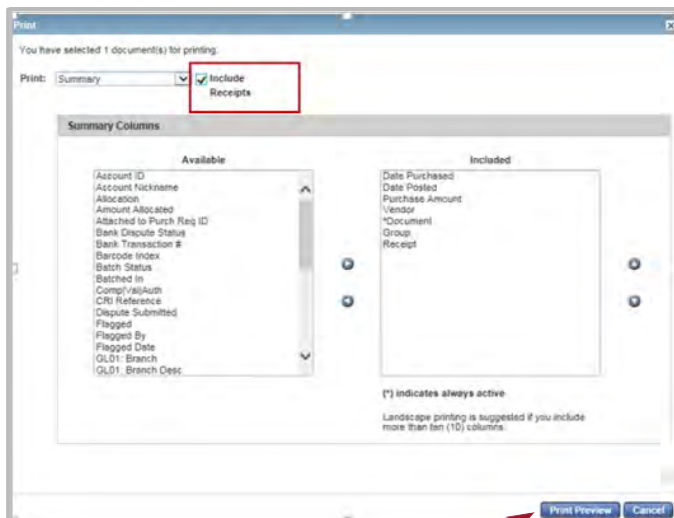 Print
You have selected 1 document(s) for printing.
Print: Summary Include
Receipts
Summary Columns
Available
Account ID
Account Nickname
Allocation
Amount Allocated
Attached to Purch Req ID
Bank Dispute Status
Bank Transaction #
Barcode Index
Batch Status
Batched In
Comp|Val|Auth
CRI Reference
Dispute Submitted
Flagged
Flagged By
Flagged Date
GL01: Branch
GL01: Branch Desc
Included
Date Purchased
Date Posted
Purchase Amount
Vendor
*Document
Group
Receipt
(*) indicates always active
Landscape printing is suggested if you include
more than ten (10) columns.
Print Preview Cancel